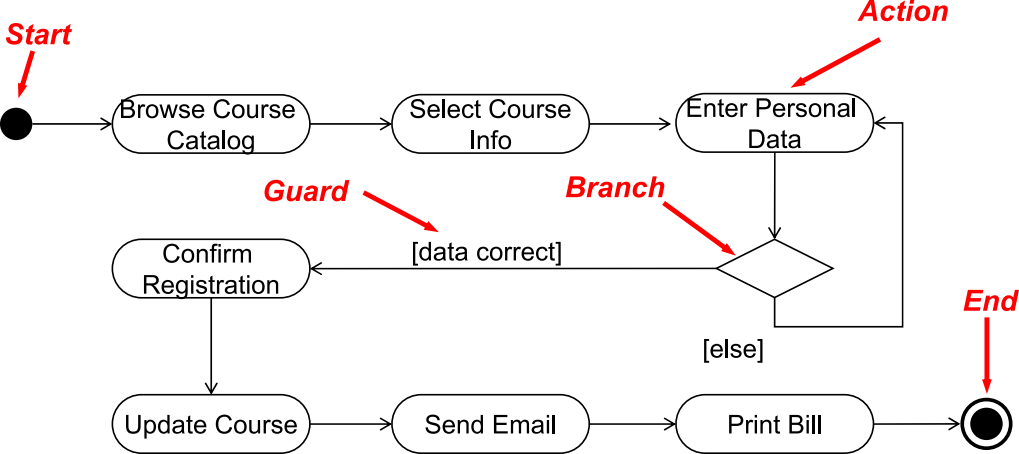 Start
Action
Browse Course
Catalog
Select Course
Info
Enter Personal
Data
Guard
Branch
[data correct]
Confirm
Registration
End
[else]
Update Course
Send Email
Print Bill